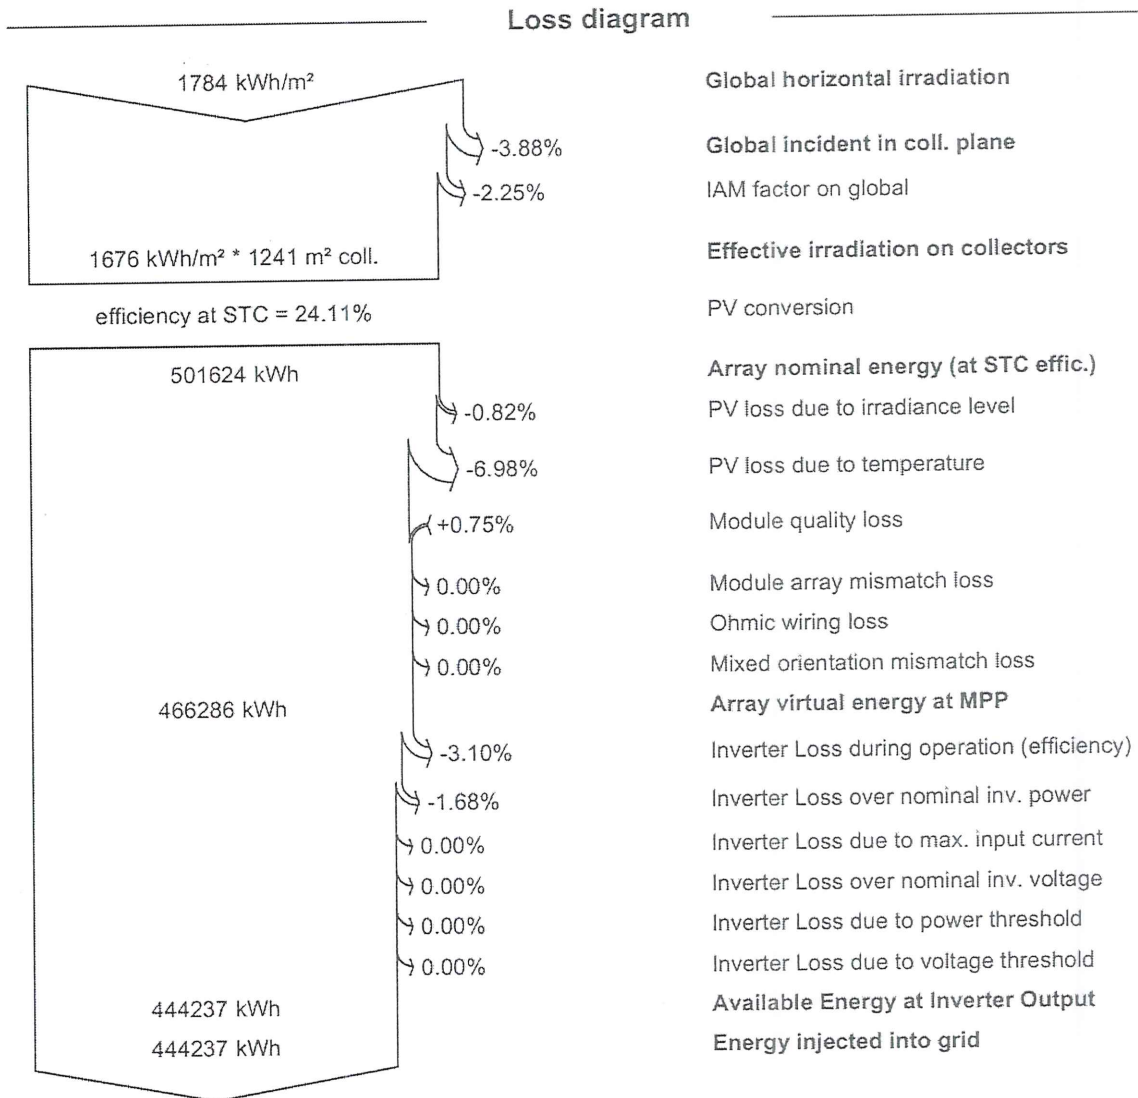 Loss diagram
1784 kWh/m² Global horizontal irradiation
-3.88% Global incident in coll. plane
-2.25% IAM factor on global
1676 kWh/m² * 1241 m² coll. Effective irradiation on collectors
efficiency at STC = 24.11% PV conversion
501624 kWh Array nominal energy (at STC effic.)
-0.82% PV loss due to irradiance level
-6.98% PV loss due to temperature
+0.75% Module quality loss
0.00% Module array mismatch loss
0.00% Ohmic wiring loss
0.00% Mixed orientation mismatch loss
466286 kWh Array virtual energy at MPP
-3.10% Inverter Loss during operation (efficiency)
-1.68% Inverter Loss over nominal inv. power
0.00% Inverter Loss due to max. input current
0.00% Inverter Loss over nominal inv. voltage
0.00% Inverter Loss due to power threshold
0.00% Inverter Loss due to voltage threshold
444237 kWh Available Energy at Inverter Output
444237 kWh Energy injected into grid